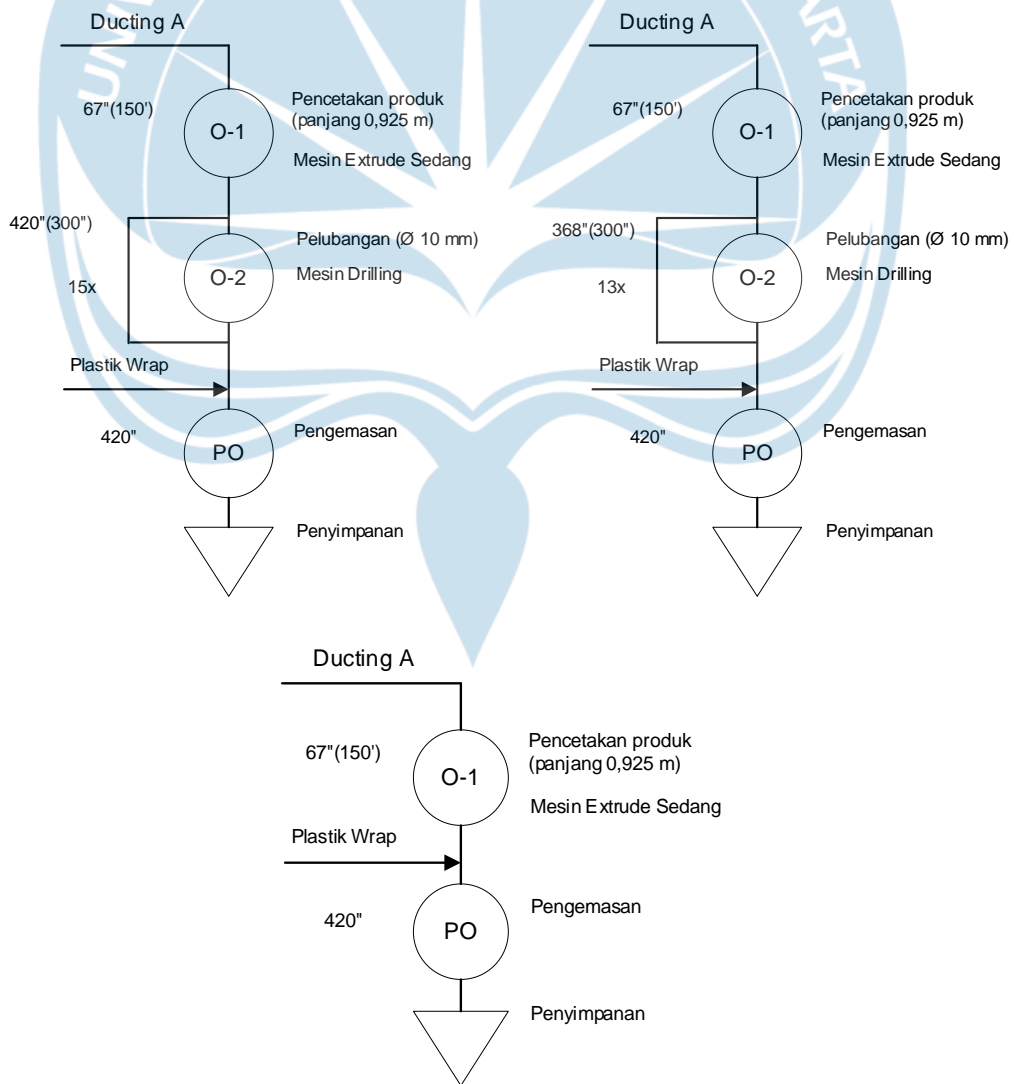 Ducting A
67"(150')
O-1
Pencetakan produk
(panjang 0,925 m)
Mesin Extrude Sedang
420"(300")
15x
O-2
Pelubangan (Ø 10 mm)
Mesin Drilling
Plastik Wrap
420"
PO
Pengemasan
Penyimpanan
Ducting A
67"(150')
O-1
Pencetakan produk
(panjang 0,925 m)
Mesin Extrude Sedang
368"(300")
13x
O-2
Pelubangan (Ø 10 mm)
Mesin Drilling
Plastik Wrap
420"
PO
Pengemasan
Penyimpanan
Ducting A
67"(150')
O-1
Pencetakan produk
(panjang 0,925 m)
Mesin Extrude Sedang
Plastik Wrap
420"
PO
Pengemasan
Penyimpanan